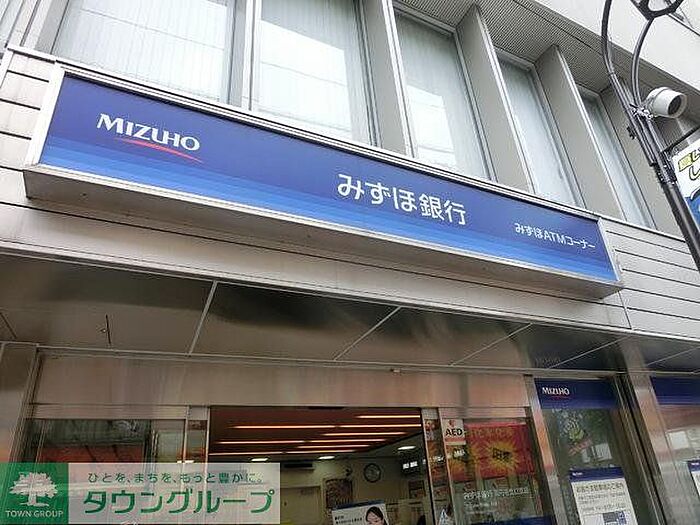 MIZUHO
みずほ銀行
みずほATMコーナー
MIZUHO
AED
ひとを、まちを、もっと豊かに。
タウングループ
TOWN GROUP